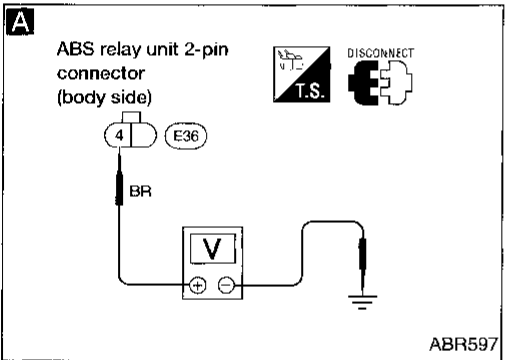 A
ABS relay unit 2-pin
connector
(body side)
DISCONNECT
T.S.
4
E36
BR
V
+ −
ABR597